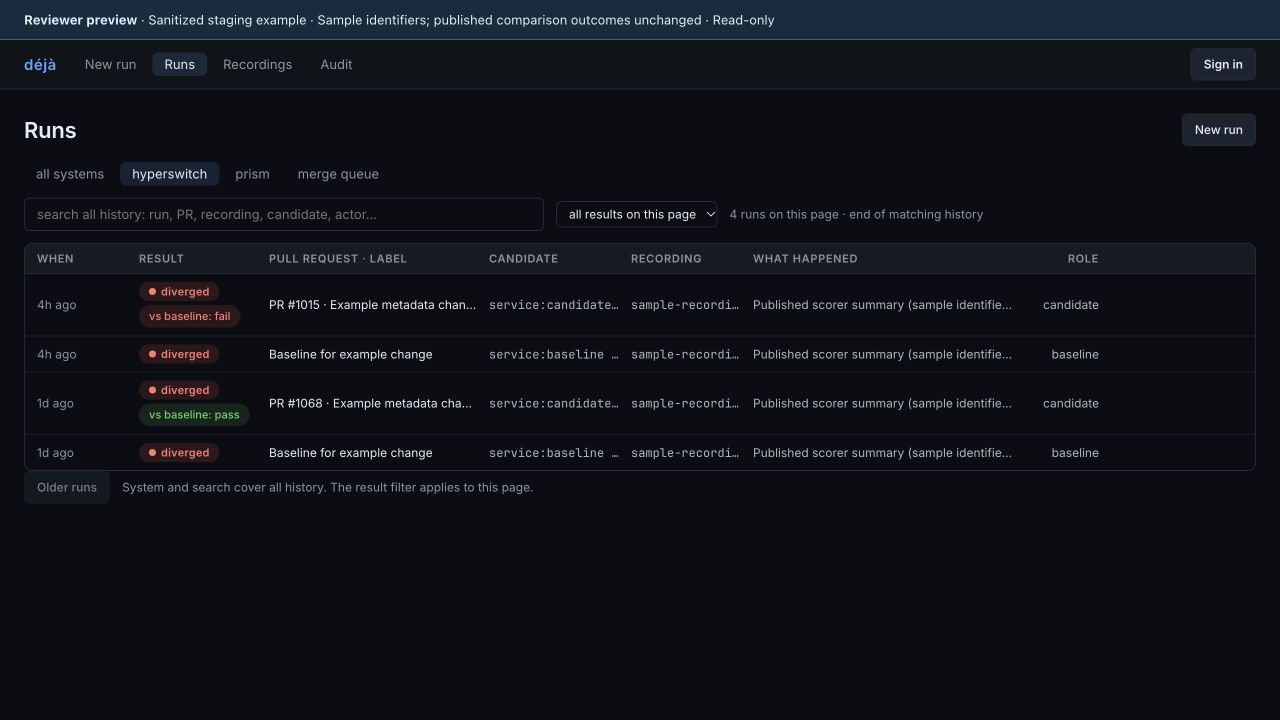 Reviewer preview · Sanitized staging example · Sample identifiers; published comparison outcomes unchanged · Read-only
déjà New run Runs Recordings Audit Sign in
Runs New run
all systems hyperswitch prism merge queue
search all history: run, PR, recording, candidate, actor... all results on this page 4 runs on this page · end of matching history
WHEN RESULT PULL REQUEST · LABEL CANDIDATE RECORDING WHAT HAPPENED ROLE
4h ago diverged PR #1015 · Example metadata chan... service:candidate… sample-recordi… Published scorer summary (sample identifie... candidate
vs baseline: fail
4h ago diverged Baseline for example change service:baseline … sample-recordi… Published scorer summary (sample identifie... baseline
1d ago diverged PR #1068 · Example metadata cha... service:candidate… sample-recordi… Published scorer summary (sample identifie... candidate
vs baseline: pass
1d ago diverged Baseline for example change service:baseline … sample-recordi… Published scorer summary (sample identifie... baseline
Older runs System and search cover all history. The result filter applies to this page.